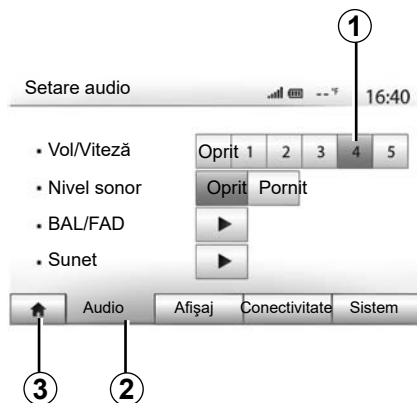 1
Setare audio --°F 16:40
▪ Vol/Viteză Oprit 1 2 3 4 5
▪ Nivel sonor Oprit Pornit
▪ BAL/FAD
▪ Sunet
Audio Afişaj Conectivitate Sistem
3 2